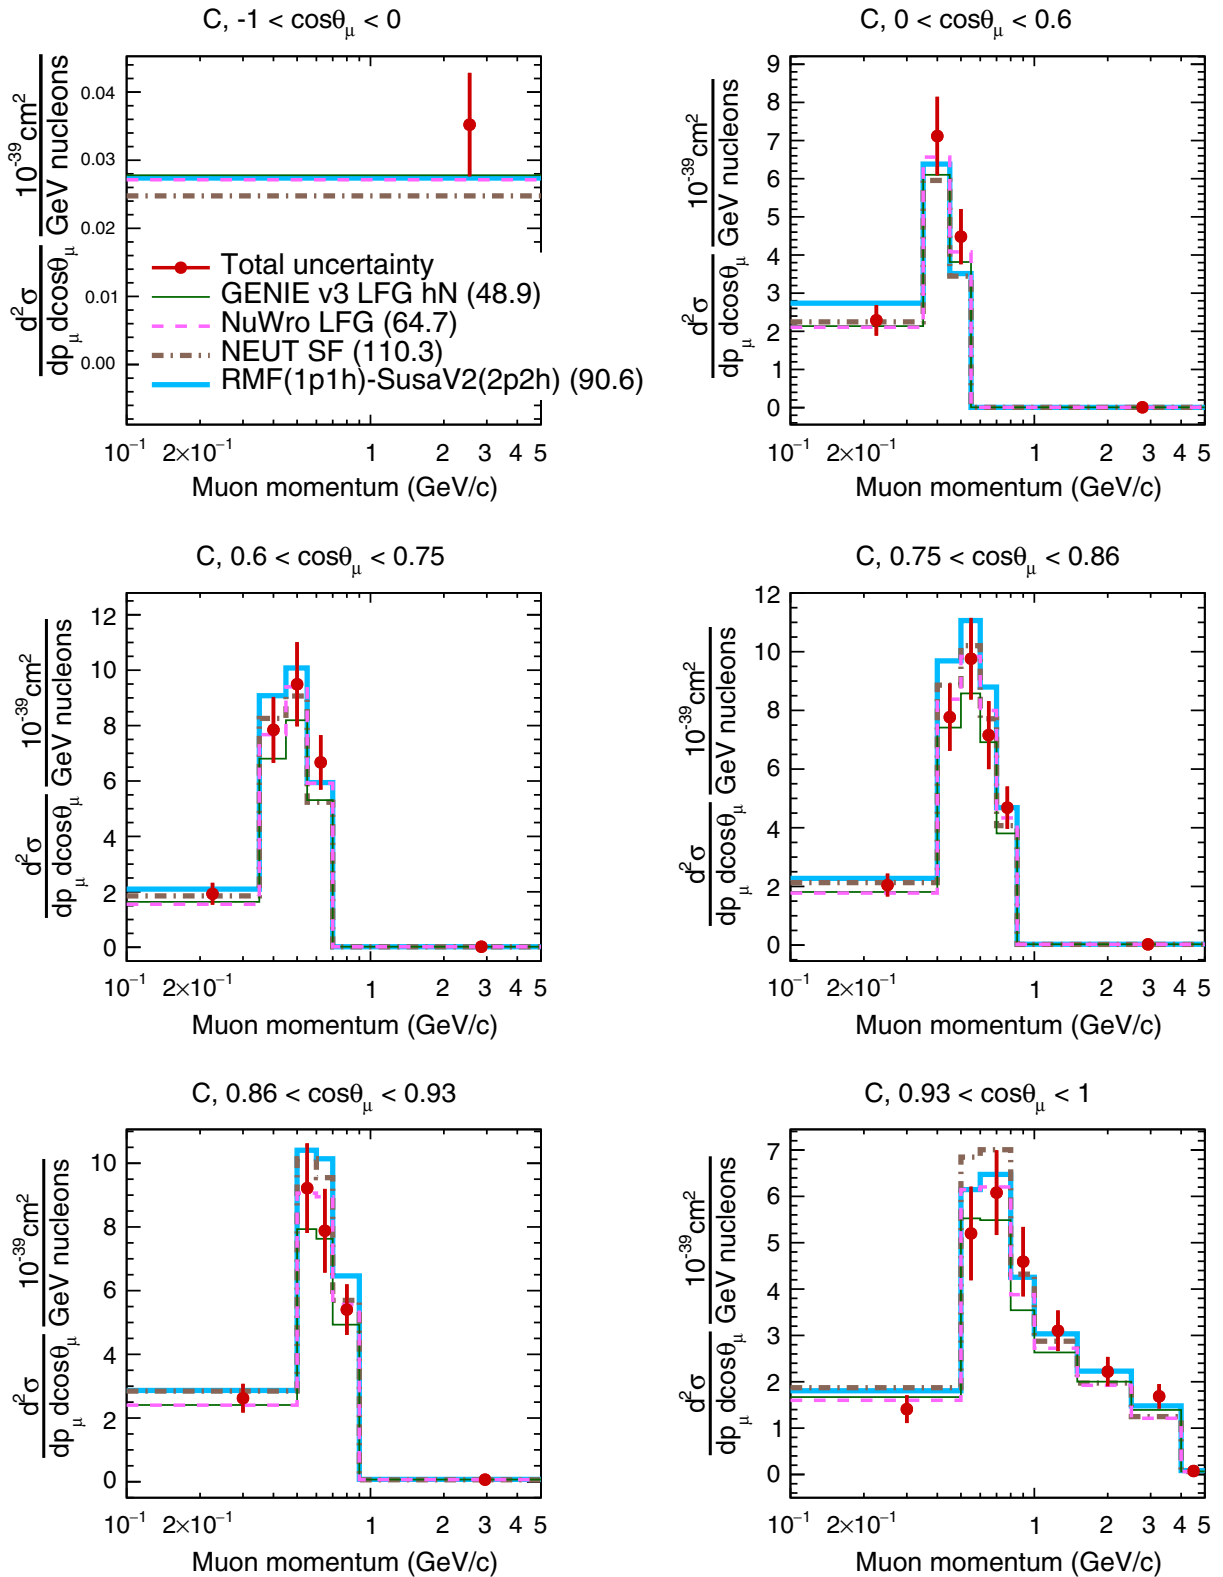 C, -1 < cosθμ < 0
d²σ / dpμ dcosθμ 10⁻³⁹cm² / GeV nucleons
0.04
0.03
0.02
0.01
0.00
Total uncertainty
GENIE v3 LFG hN (48.9)
NuWro LFG (64.7)
NEUT SF (110.3)
RMF(1p1h)-SusaV2(2p2h) (90.6)
10⁻¹ 2×10⁻¹ 1 2 3 4 5
Muon momentum (GeV/c)
C, 0 < cosθμ < 0.6
d²σ / dpμ dcosθμ 10⁻³⁹cm² / GeV nucleons
9
8
7
6
5
4
3
2
1
0
10⁻¹ 2×10⁻¹ 1 2 3 4 5
Muon momentum (GeV/c)
C, 0.6 < cosθμ < 0.75
d²σ / dpμ dcosθμ 10⁻³⁹cm² / GeV nucleons
12
10
8
6
4
2
0
10⁻¹ 2×10⁻¹ 1 2 3 4 5
Muon momentum (GeV/c)
C, 0.75 < cosθμ < 0.86
d²σ / dpμ dcosθμ 10⁻³⁹cm² / GeV nucleons
12
10
8
6
4
2
0
10⁻¹ 2×10⁻¹ 1 2 3 4 5
Muon momentum (GeV/c)
C, 0.86 < cosθμ < 0.93
d²σ / dpμ dcosθμ 10⁻³⁹cm² / GeV nucleons
10
8
6
4
2
0
10⁻¹ 2×10⁻¹ 1 2 3 4 5
Muon momentum (GeV/c)
C, 0.93 < cosθμ < 1
d²σ / dpμ dcosθμ 10⁻³⁹cm² / GeV nucleons
7
6
5
4
3
2
1
0
10⁻¹ 2×10⁻¹ 1 2 3 4 5
Muon momentum (GeV/c)